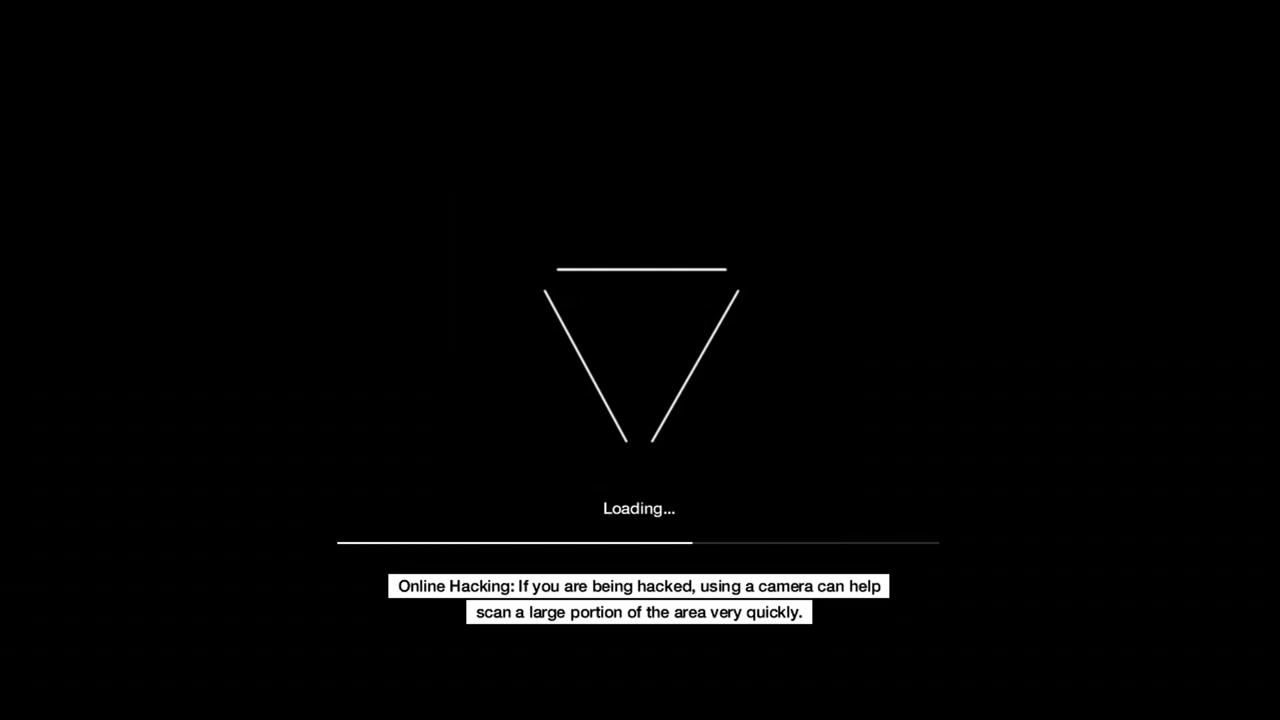 Loading...
Online Hacking: If you are being hacked, using a camera can help
scan a large portion of the area very quickly.